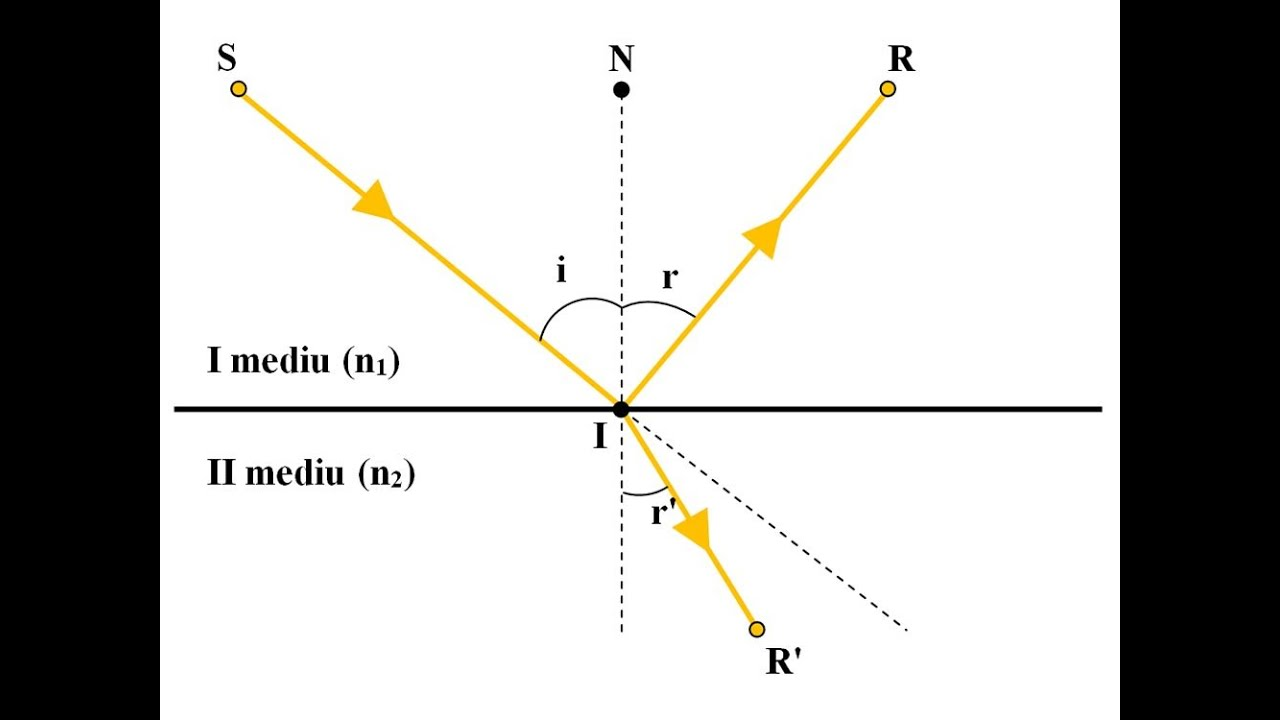 S
N
R
i
r
I mediu (n₁)
I
II mediu (n₂)
r'
R'